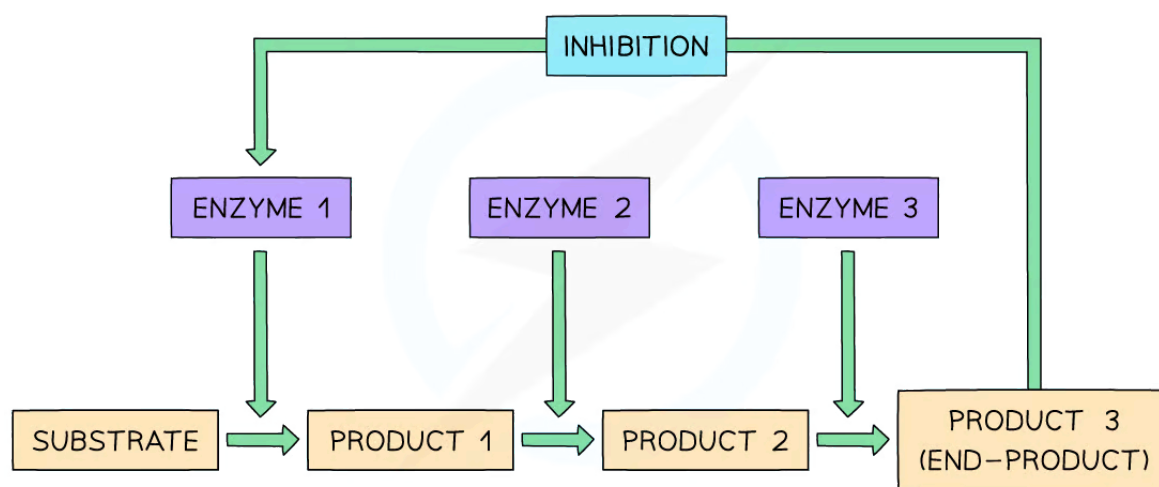 INHIBITION
ENZYME 1
ENZYME 2
ENZYME 3
SUBSTRATE
PRODUCT 1
PRODUCT 2
PRODUCT 3
(END-PRODUCT)